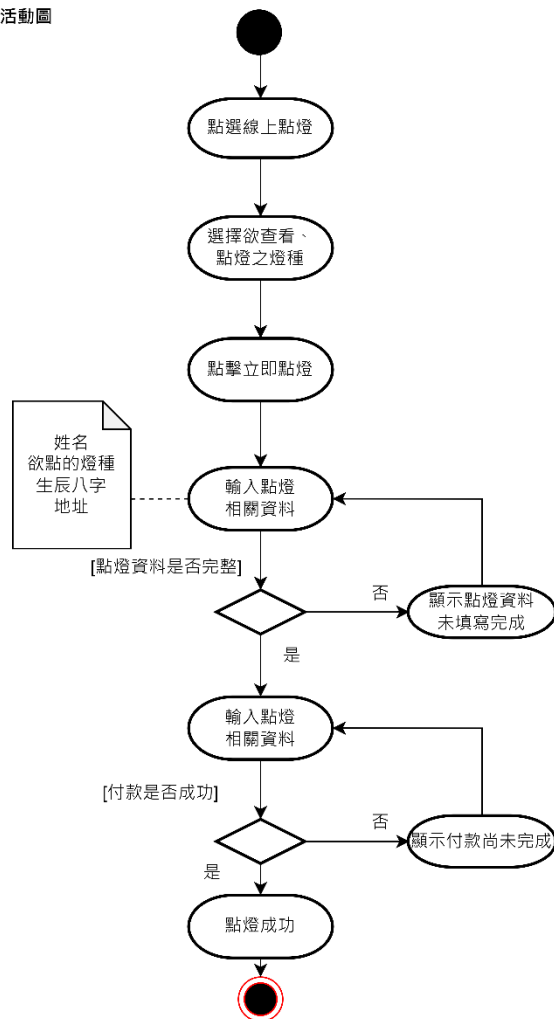 活動圖
點選線上點燈
選擇欲查看、
點燈之燈種
點擊立即點燈
姓名
欲點的燈種
生辰八字
地址
輸入點燈
相關資料
[點燈資料是否完整]
否
顯示點燈資料
未填寫完成
是
輸入點燈
相關資料
[付款是否成功]
否
顯示付款尚未完成
是
點燈成功